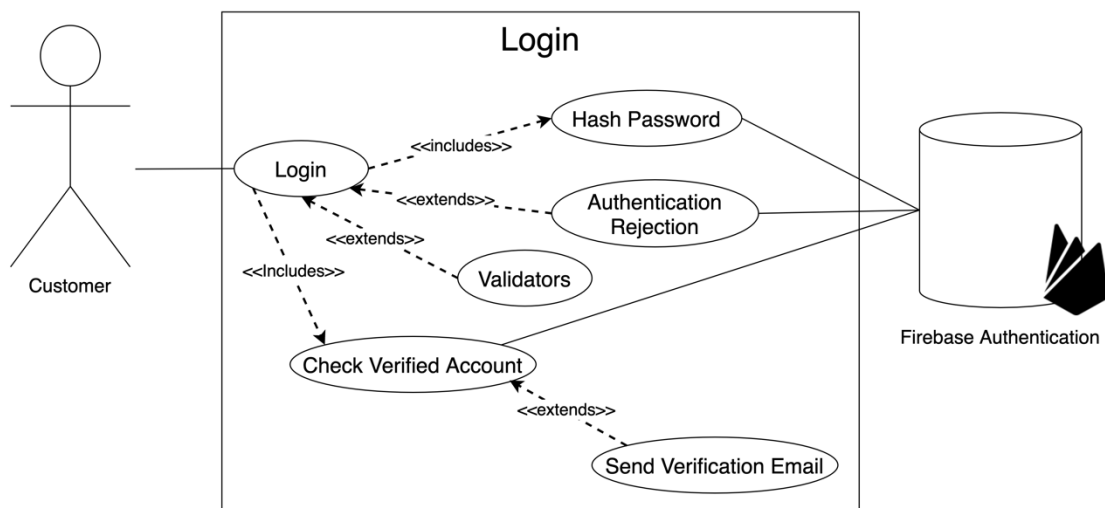 Login
Hash Password
<<includes>>
Login
<<extends>>
Authentication
Rejection
<<extends>>
Validators
<<Includes>>
Customer
Firebase Authentication
Check Verified Account
<<extends>>
Send Verification Email